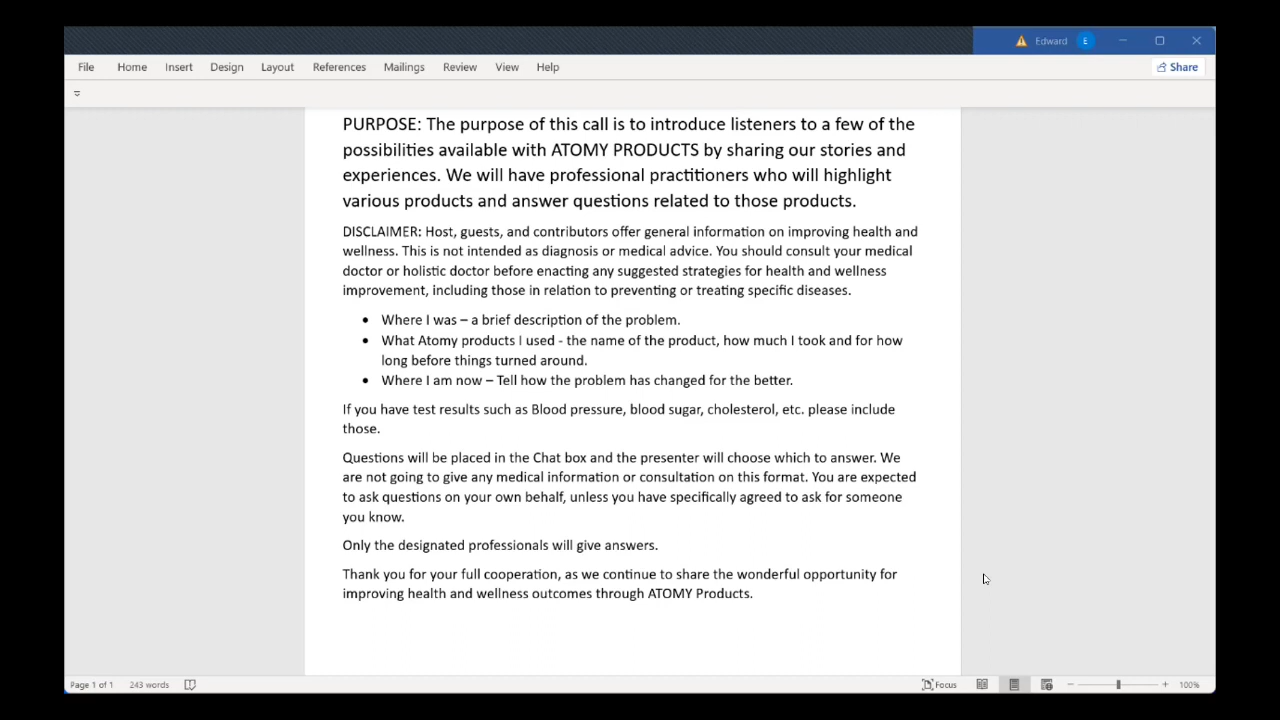 Edward E
File Home Insert Design Layout References Mailings Review View Help Share
PURPOSE: The purpose of this call is to introduce listeners to a few of the
possibilities available with ATOMY PRODUCTS by sharing our stories and
experiences. We will have professional practitioners who will highlight
various products and answer questions related to those products.
DISCLAIMER: Host, guests, and contributors offer general information on improving health and
wellness. This is not intended as diagnosis or medical advice. You should consult your medical
doctor or holistic doctor before enacting any suggested strategies for health and wellness
improvement, including those in relation to preventing or treating specific diseases.
• Where I was – a brief description of the problem.
• What Atomy products I used - the name of the product, how much I took and for how
long before things turned around.
• Where I am now – Tell how the problem has changed for the better.
If you have test results such as Blood pressure, blood sugar, cholesterol, etc. please include
those.
Questions will be placed in the Chat box and the presenter will choose which to answer. We
are not going to give any medical information or consultation on this format. You are expected
to ask questions on your own behalf, unless you have specifically agreed to ask for someone
you know.
Only the designated professionals will give answers.
Thank you for your full cooperation, as we continue to share the wonderful opportunity for
improving health and wellness outcomes through ATOMY Products.
Page 1 of 1 243 words Focus 100%